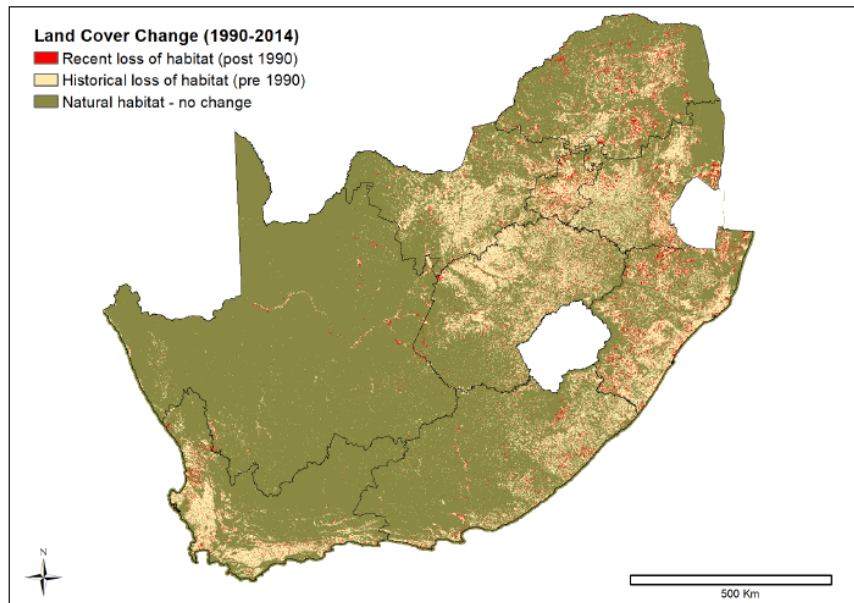 Land Cover Change (1990-2014)
Recent loss of habitat (post 1990)
Historical loss of habitat (pre 1990)
Natural habitat - no change
N
500 Km